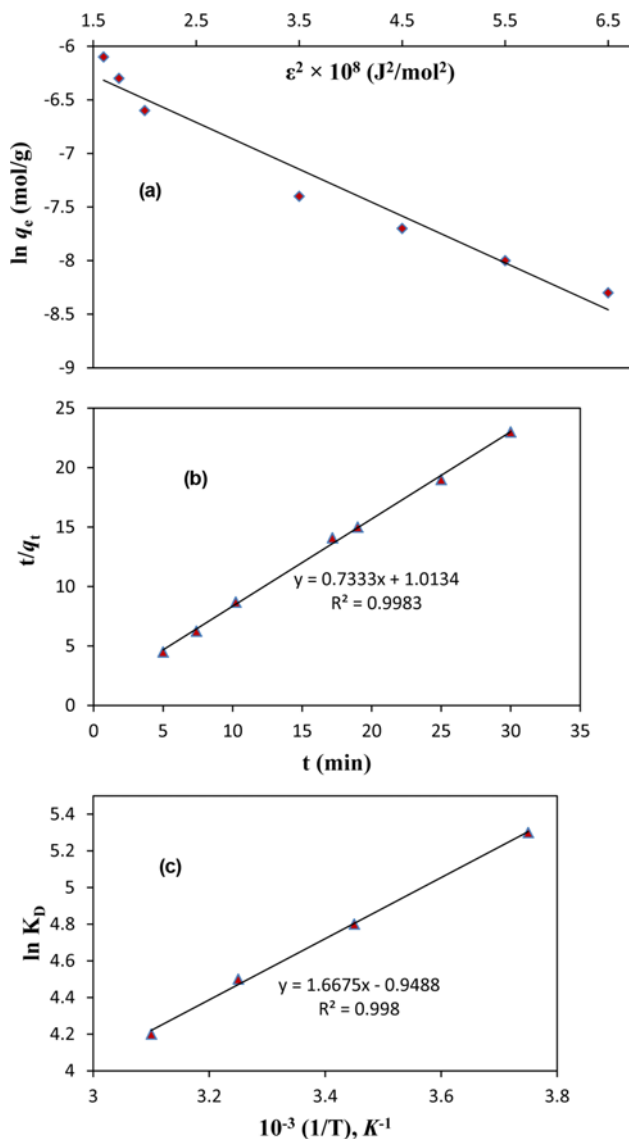 1.5 2.5 3.5 4.5 5.5 6.5
ε² × 10⁸ (J²/mol²)
-6
-6.5
-7
-7.5
-8
-8.5
-9
ln qₑ (mol/g)
(a)
25
20
15
10
5
0
t/qₜ
(b)
y = 0.7333x + 1.0134
R² = 0.9983
0 5 10 15 20 25 30 35
t (min)
5.4
5.2
5
4.8
4.6
4.4
4.2
4
ln K_D
(c)
y = 1.6675x - 0.9488
R² = 0.998
3 3.2 3.4 3.6 3.8
10⁻³ (1/T), K⁻¹